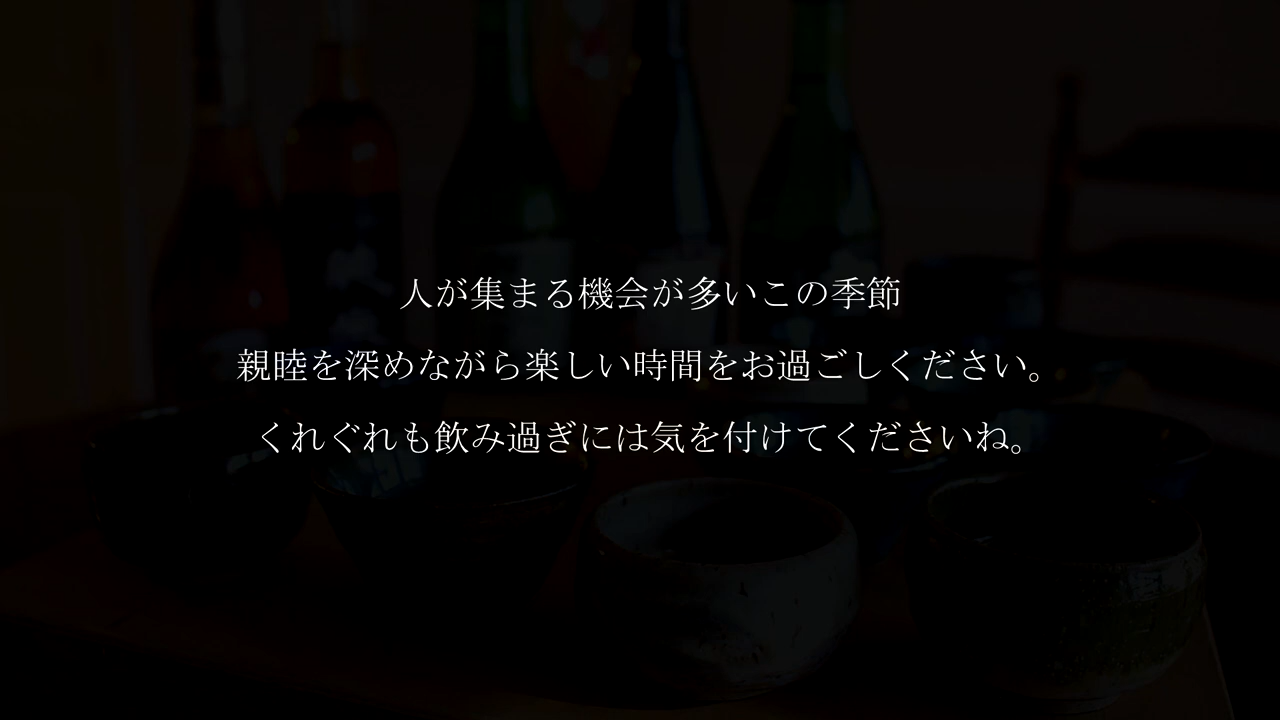 人が集まる機会が多いこの季節
親睦を深めながら楽しい時間をお過ごしください。
くれぐれも飲み過ぎには気を付けてくださいね。